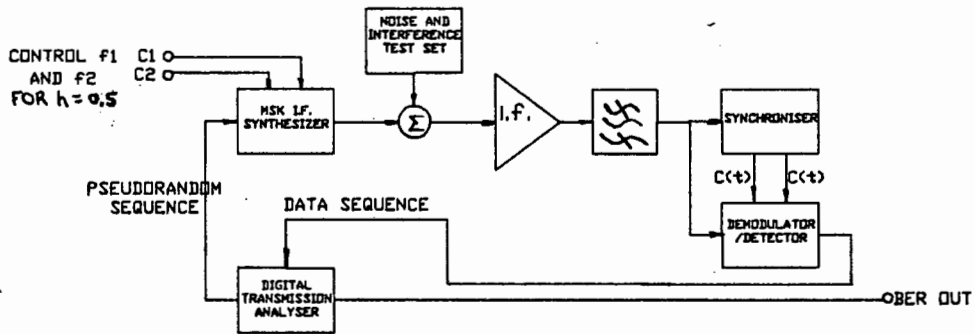 NOISE AND
INTERFERENCE
TEST SET
CONTROL f1 C1
AND f2 C2
FOR h=0.5
MSK I.F.
SYNTHESIZER
Σ
I.f.
SYNCHRONISER
C(t) C(t)
PSEUDORANDOM
SEQUENCE
DATA SEQUENCE
DEMODULATOR
/DETECTOR
DIGITAL
TRANSMISSION
ANALYSER
BER OUT